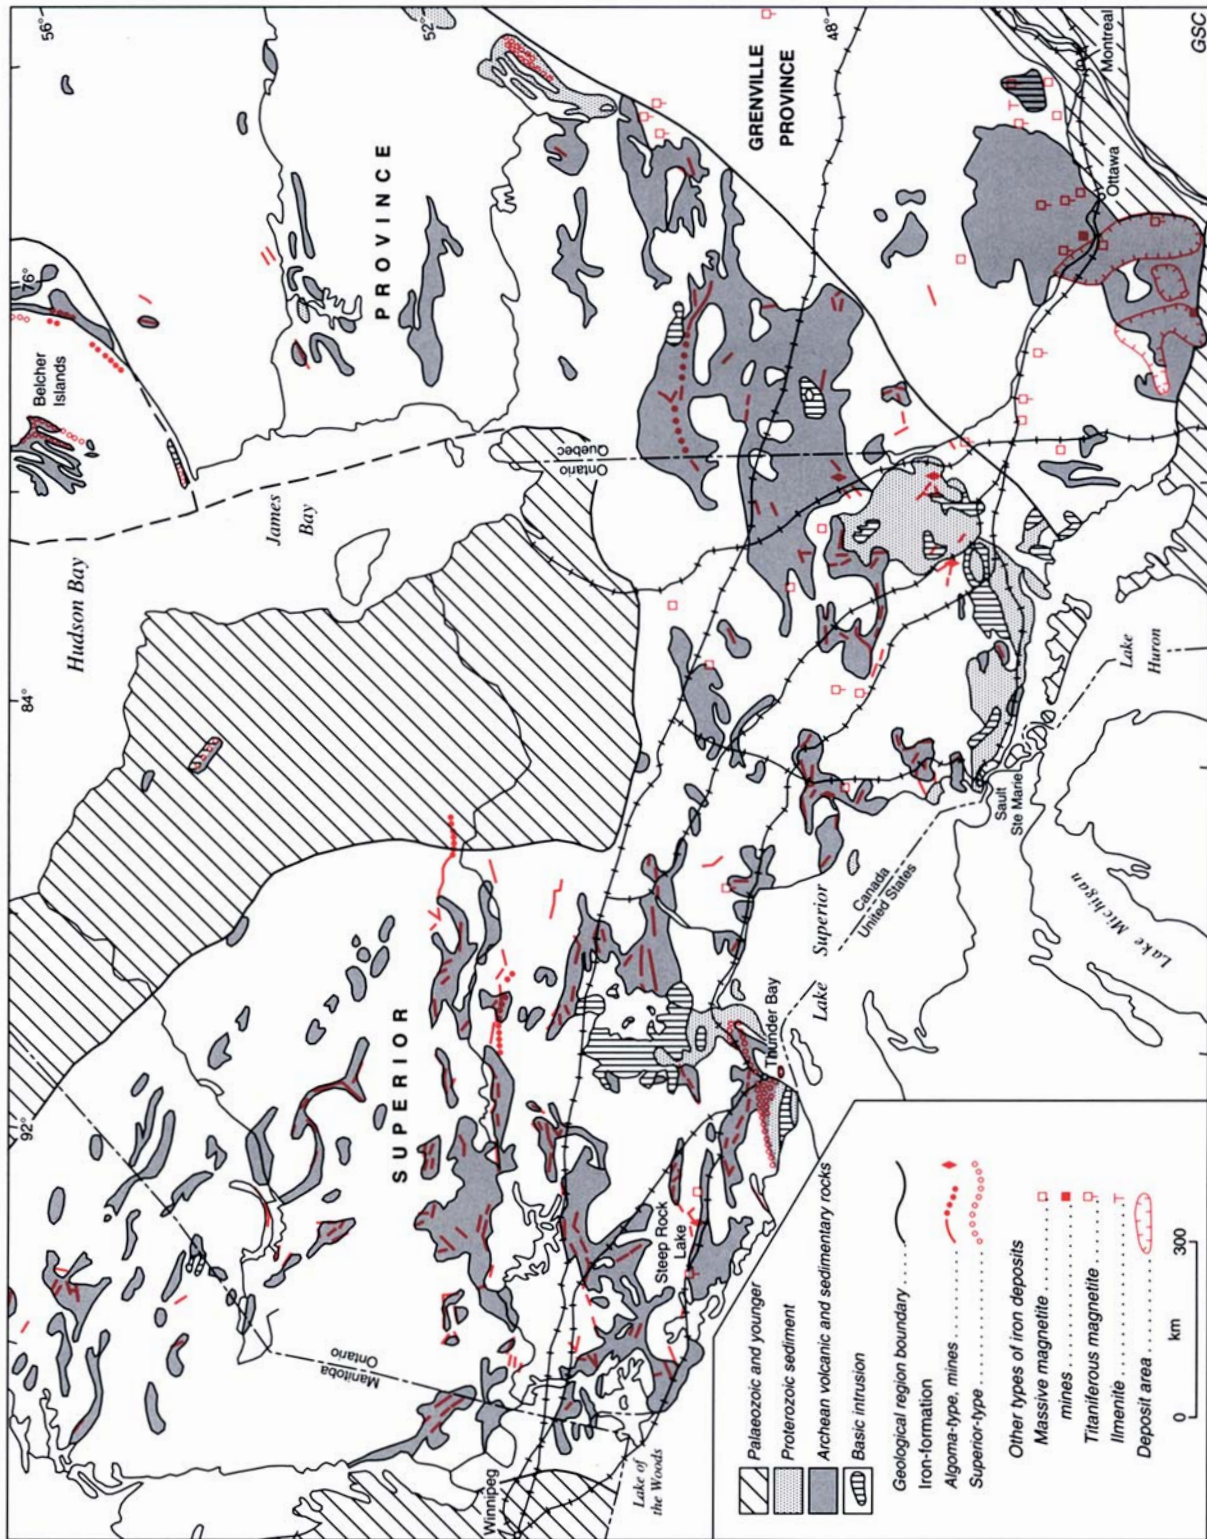 56°
52°
48°
Hudson Bay
Belcher
Islands
76°
James
Bay
84°
92°
PROVINCE
SUPERIOR
GRENVILLE
PROVINCE
Quebec
Ontario
Manitoba
Ontario
Winnipeg
Lake of
the Woods
Steep Rock
Lake
Thunder Bay
Lake Superior
Canada
United States
Sault
Ste Marie
Lake
Huron
Lake Michigan
Ottawa
Montreal
GSC
Palaeozoic and younger
Proterozoic sediment
Archean volcanic and sedimentary rocks
Basic intrusion
Geological region boundary . . . . .
Iron-formation
Algoma-type, mines . . . . .
Superior-type . . . . . . . . . . . .
Other types of iron deposits
Massive magnetite . . . . . .
mines . . . . . . . . . . . . .
Titaniferous magnetite . . . .
Ilmenite . . . . . . . . . . . . . . .
Deposit area . . . . . . . . . . .
0 km 300